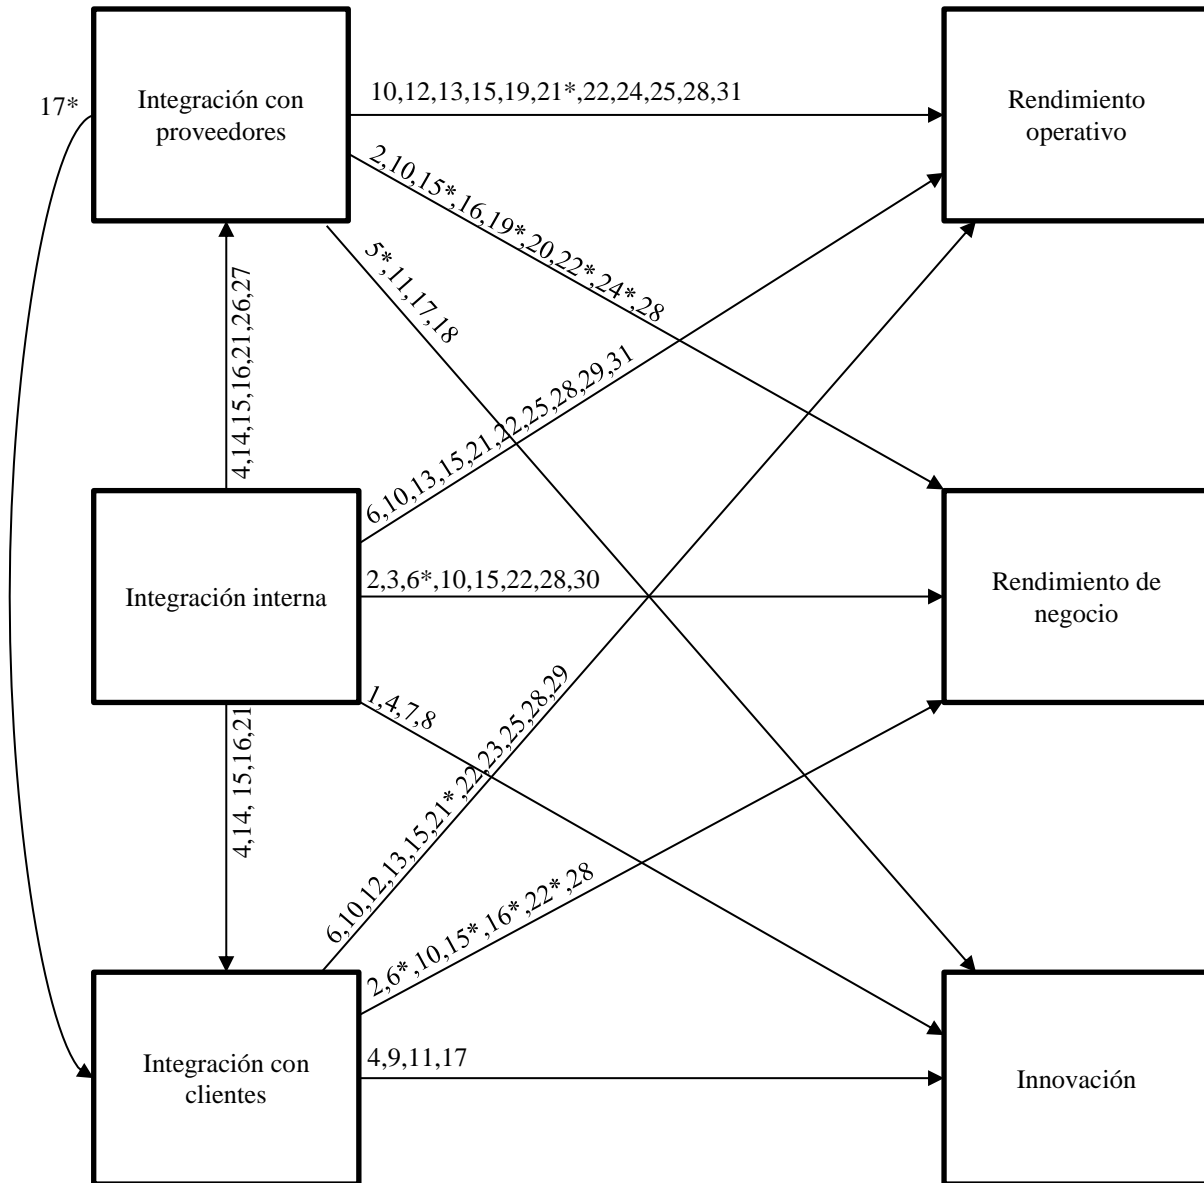 17*
Integración con
proveedores
10,12,13,15,19,21*,22,24,25,28,31
Rendimiento
operativo
2,10,15*,16,19*,20,22*,24*,28
5*,11,17,18
4,14,15,16,21,26,27
6,10,13,15,21,22,25,28,29,31
Integración interna
2,3,6*,10,15,22,28,30
Rendimiento de
negocio
1,4,7,8
4,14, 15,16,21
6,10,12,13,15,21*,22,23,25,28,29
2,6*,10,15*,16*,22*,28
Integración con
clientes
4,9,11,17
Innovación